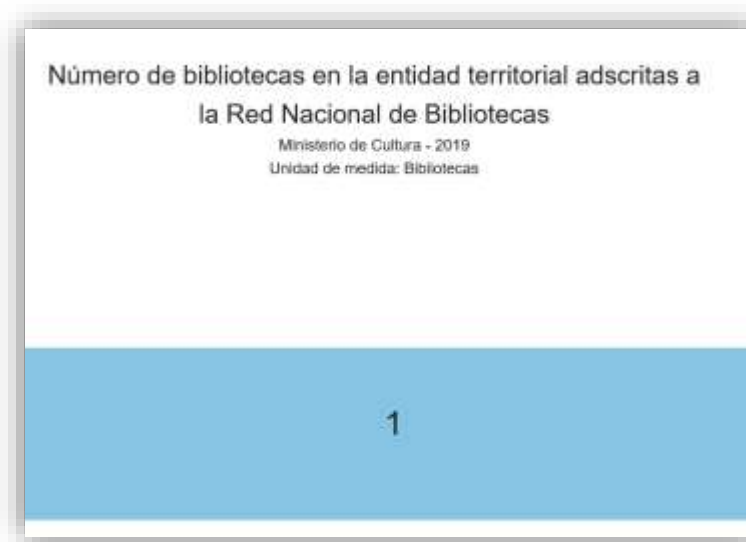 Número de bibliotecas en la entidad territorial adscritas a
la Red Nacional de Bibliotecas
Ministerio de Cultura - 2019
Unidad de medida: Bibliotecas
1